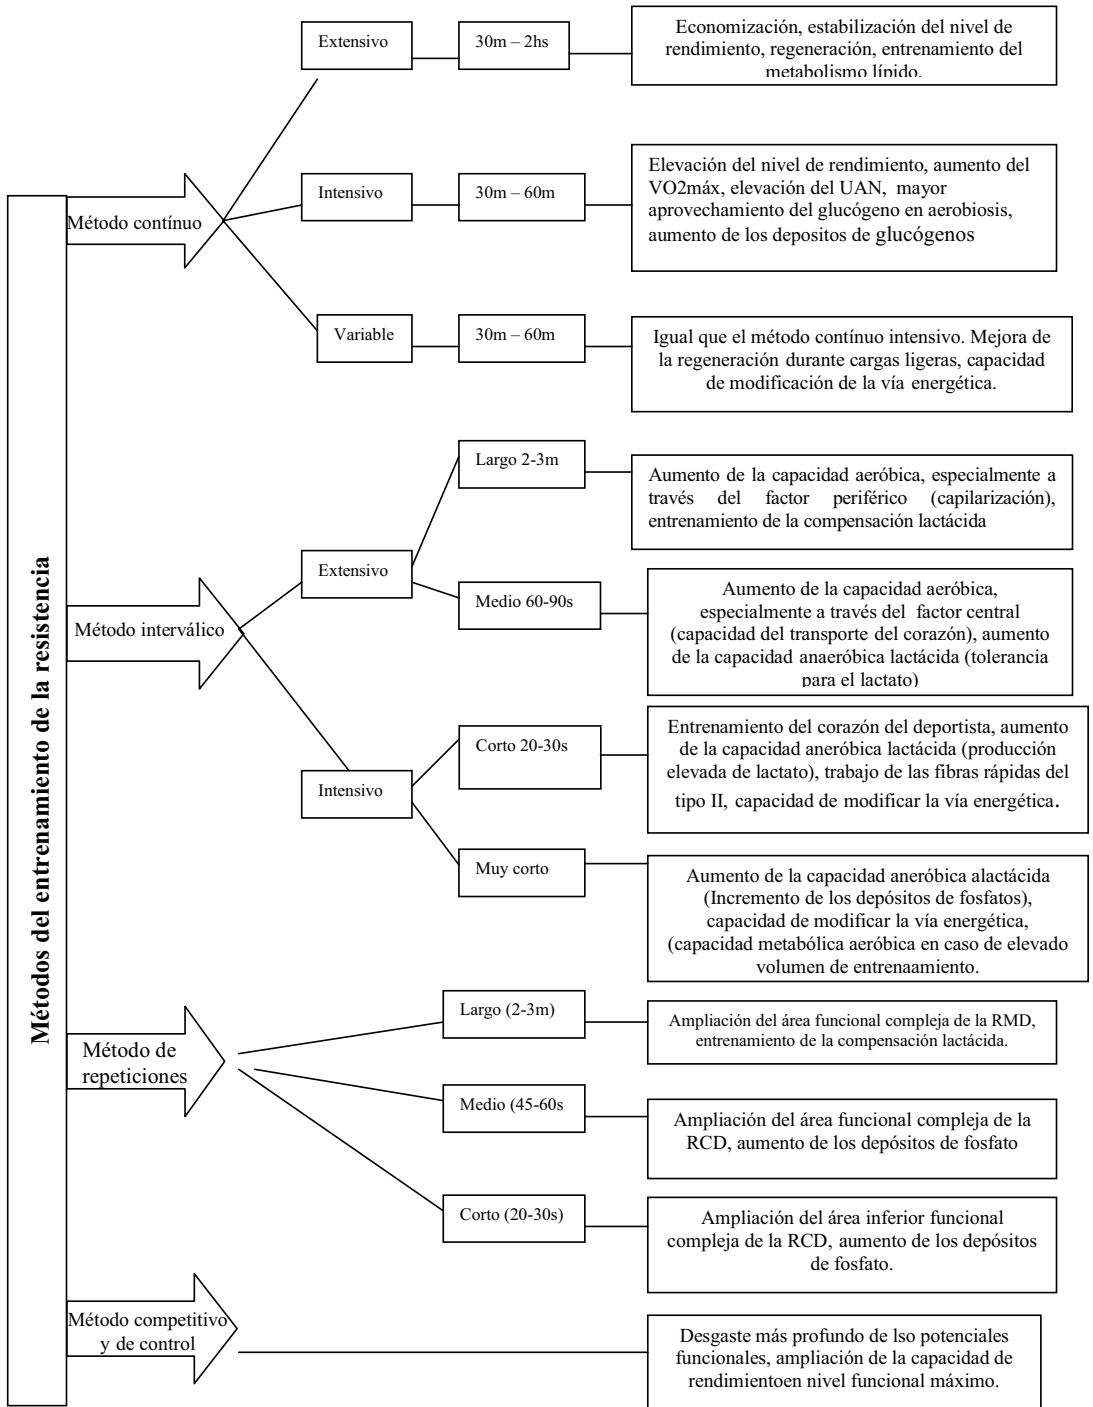 Métodos del entrenamiento de la resistencia
Método contínuo
Extensivo
30m – 2hs
Economización, estabilización del nivel de
rendimiento, regeneración, entrenamiento del
metabolismo lípido.
Intensivo
30m – 60m
Elevación del nivel de rendimiento, aumento del
VO2máx, elevación del UAN, mayor
aprovechamiento del glucógeno en aerobiosis,
aumento de los depositos de glucógenos
Variable
30m – 60m
Igual que el método contínuo intensivo. Mejora de
la regeneración durante cargas ligeras, capacidad
de modificación de la vía energética.
Método interválico
Extensivo
Largo 2-3m
Aumento de la capacidad aeróbica, especialmente a
través del factor periférico (capilarización),
entrenamiento de la compensación lactácida
Medio 60-90s
Aumento de la capacidad aeróbica,
especialmente a través del factor central
(capacidad del transporte del corazón), aumento
de la capacidad anaeróbica lactácida (tolerancia
para el lactato)
Intensivo
Corto 20-30s
Entrenamiento del corazón del deportista, aumento
de la capacidad aneróbica lactácida (producción
elevada de lactato), trabajo de las fibras rápidas del
tipo II, capacidad de modificar la vía energética.
Muy corto
Aumento de la capacidad aneróbica alactácida
(Incremento de los depósitos de fosfatos),
capacidad de modificar la vía energética,
(capacidad metabólica aeróbica en caso de elevado
volumen de entrenaamiento.
Método de
repeticiones
Largo (2-3m)
Ampliación del área funcional compleja de la RMD,
entrenamiento de la compensación lactácida.
Medio (45-60s
Ampliación del área funcional compleja de la
RCD, aumento de los depósitos de fosfato
Corto (20-30s)
Ampliación del área inferior funcional
compleja de la RCD, aumento de los depósitos
de fosfato.
Método competitivo
y de control
Desgaste más profundo de lso potenciales
funcionales, ampliación de la capacidad de
rendimientoen nivel funcional máximo.